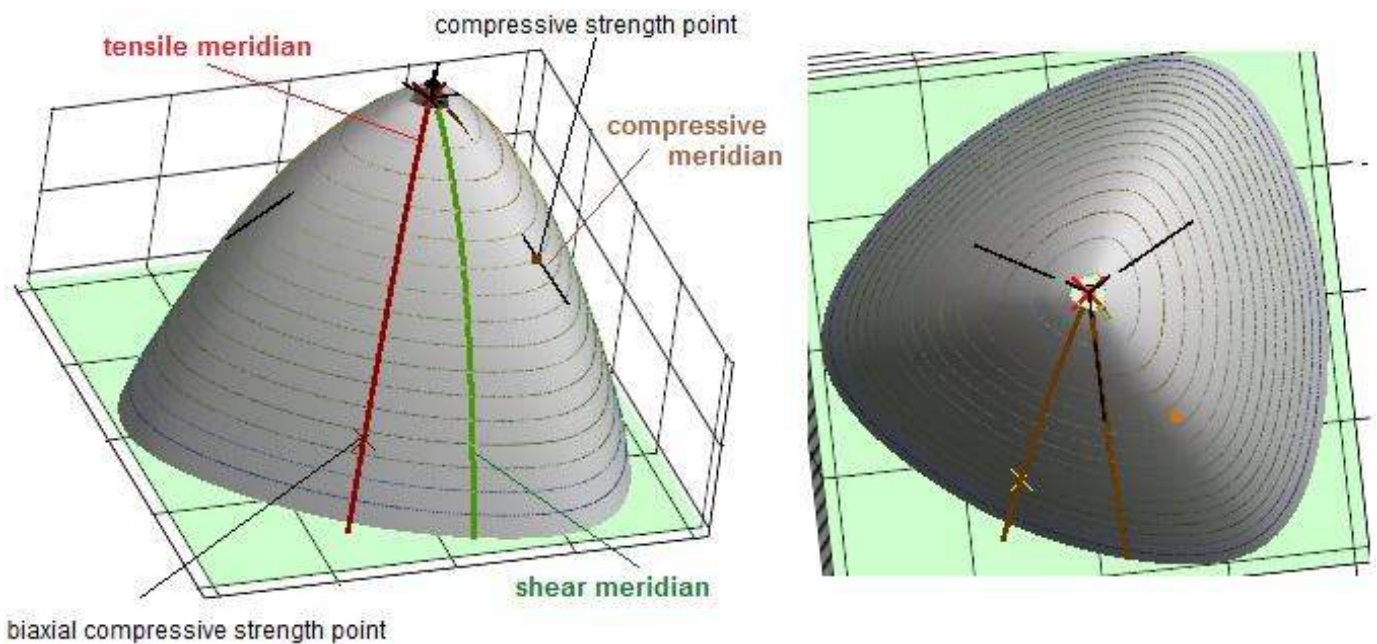 compressive strength point
tensile meridian
compressive
meridian
shear meridian
biaxial compressive strength point